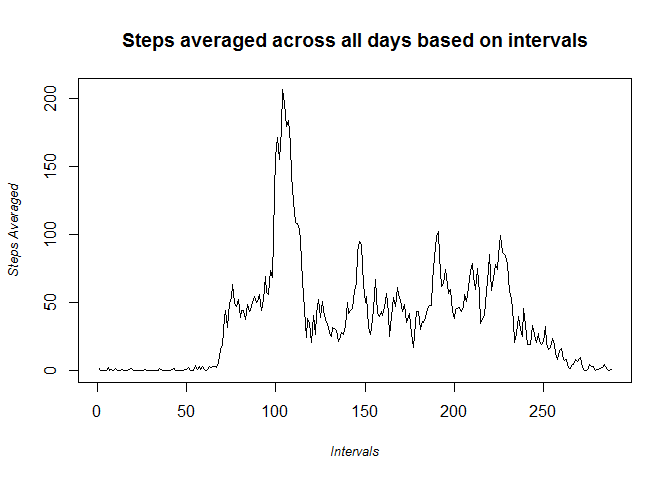 Steps averaged across all days based on intervals
Steps Averaged
200
150
100
50
0
0 50 100 150 200 250
Intervals